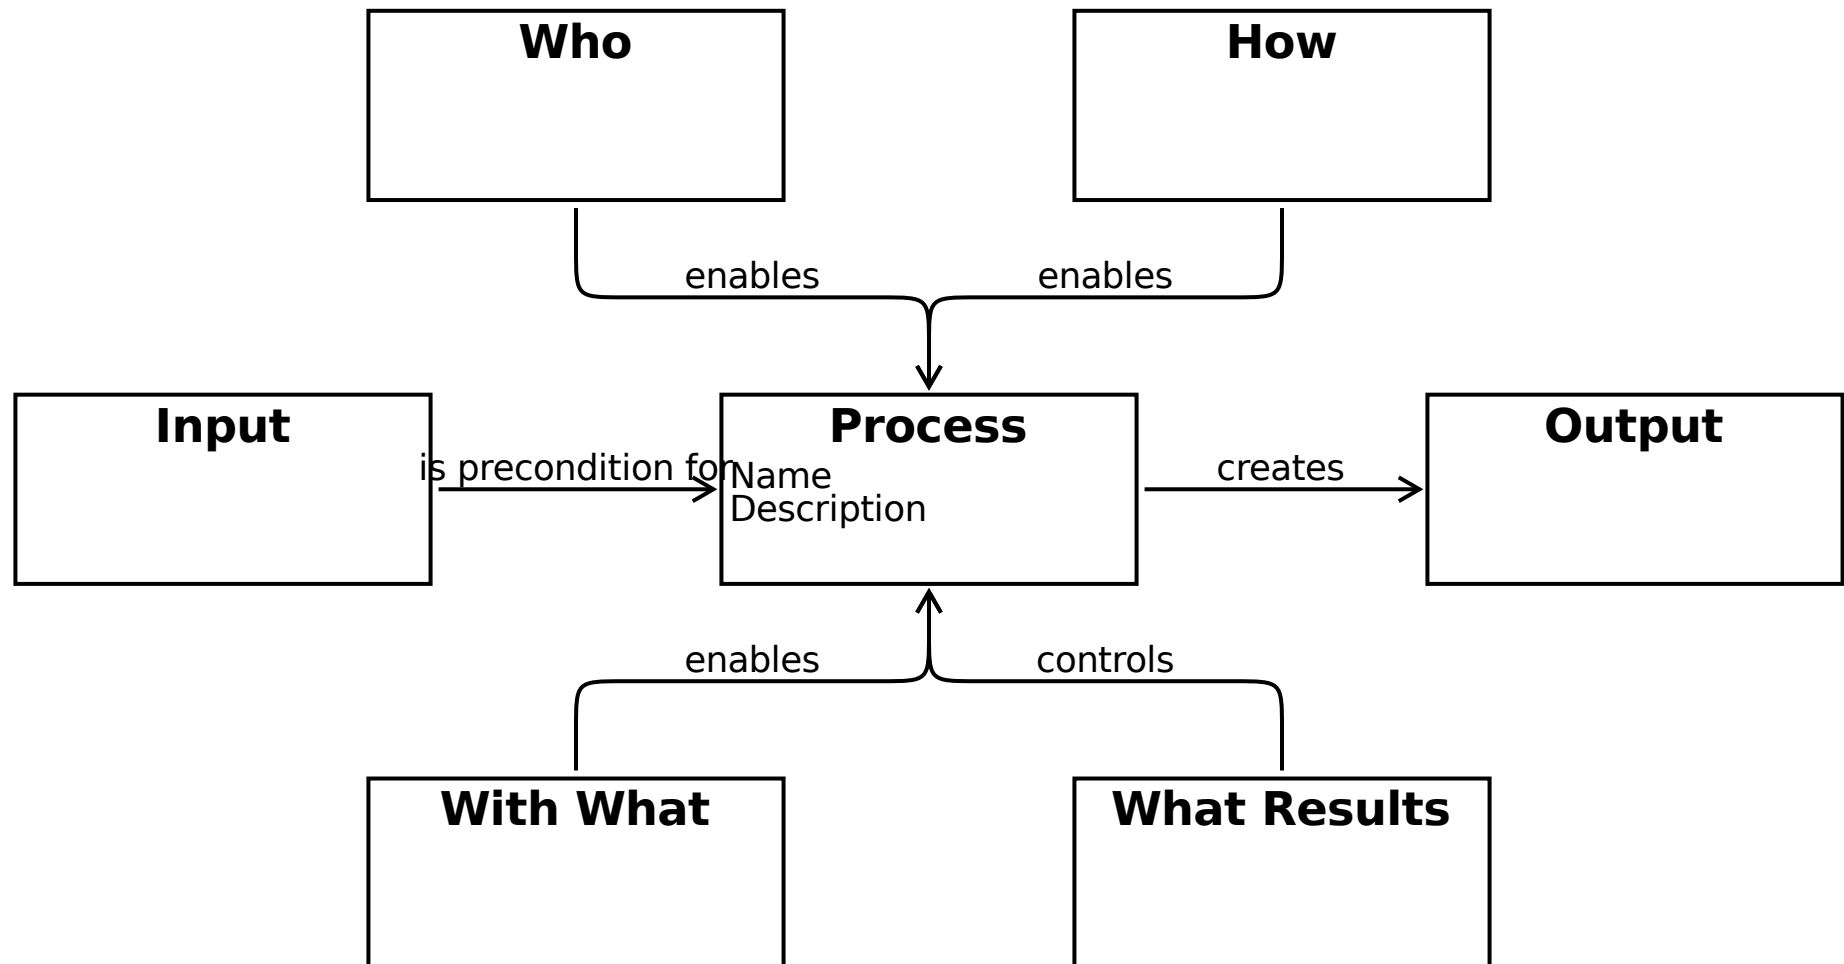 Who
How
enables
enables
Input
is precondition for
Process
Name
Description
creates
Output
enables
controls
With What
What Results